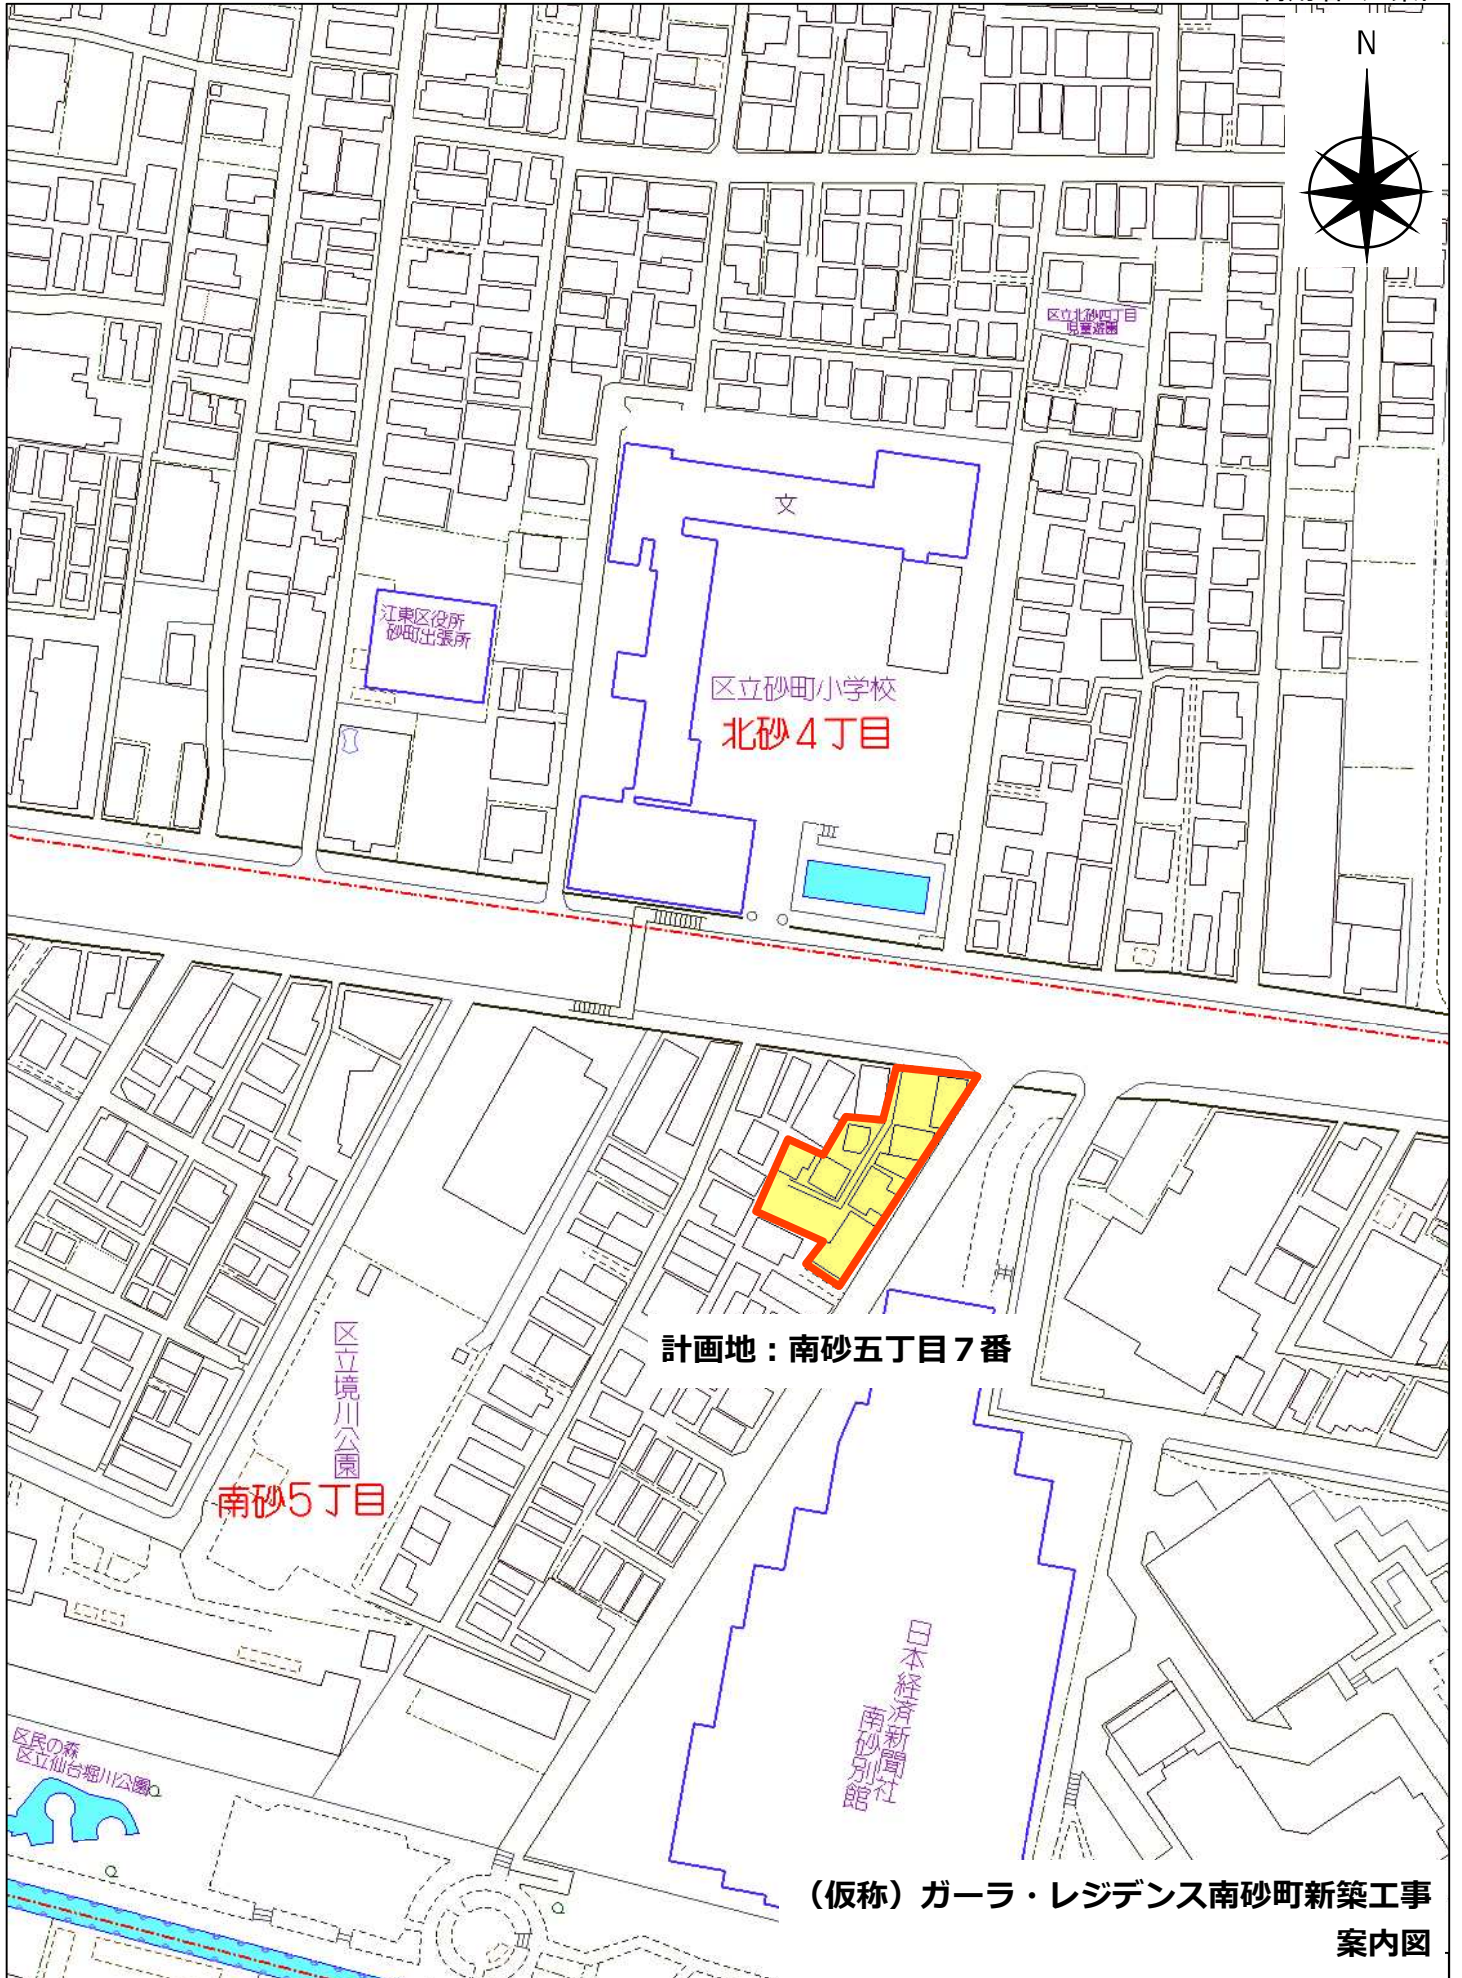 N
区立北砂四丁目
児童遊園
文
江東区役所
砂町出張所
区立砂町小学校
北砂4丁目
計画地：南砂五丁目７番
区立境川公園
南砂5丁目
日本経済新聞社
南砂別館
区民の森
区立仙台堀川公園
（仮称）ガーラ・レジデンス南砂町新築工事
案内図